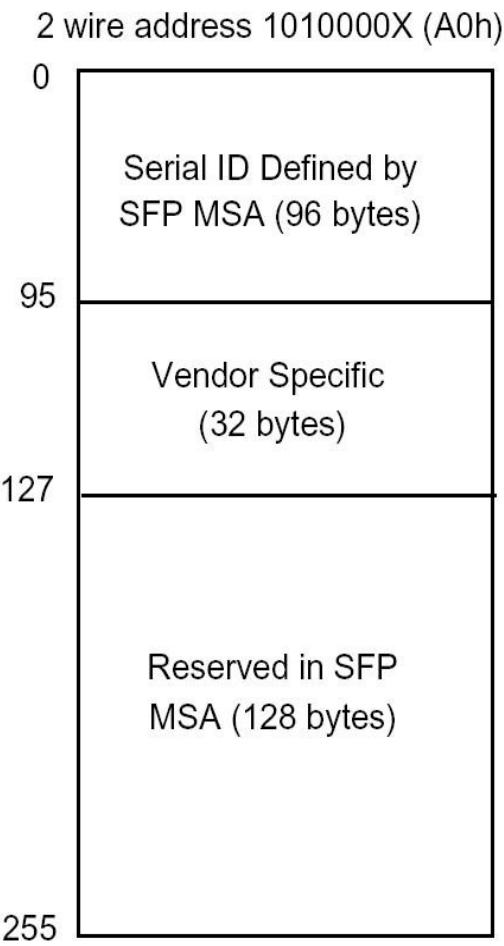 2 wire address 1010000X (A0h)
0
Serial ID Defined by
SFP MSA (96 bytes)
95
Vendor Specific
(32 bytes)
127
Reserved in SFP
MSA (128 bytes)
255